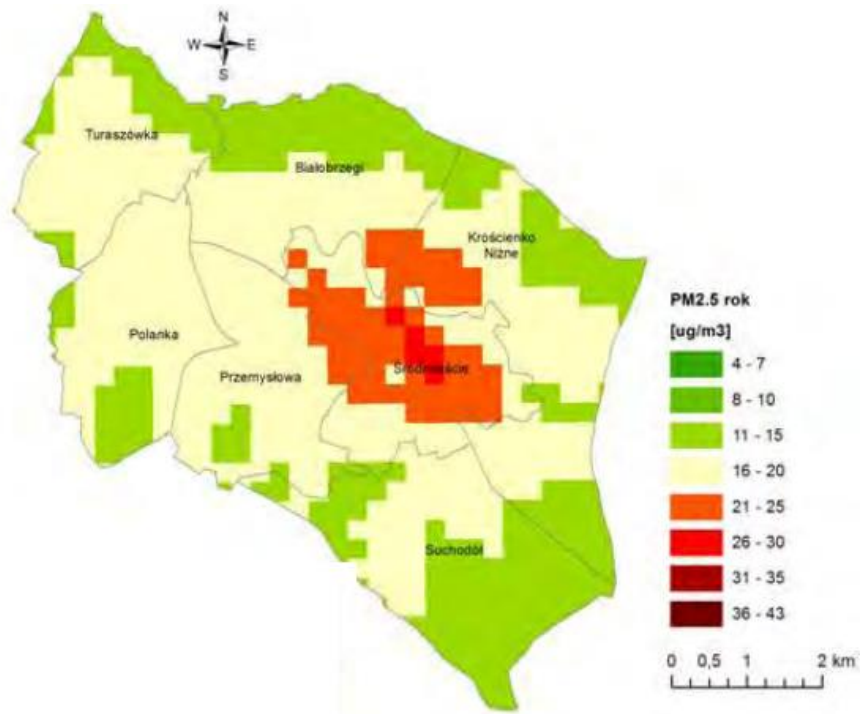 N
W E
S
Turaszówka
Białobrzegi
Krościenko
Niżne
Polanka
Przemysłowa
Śródmieście
Suchodół
PM2.5 rok
[ug/m3]
4 - 7
8 - 10
11 - 15
16 - 20
21 - 25
26 - 30
31 - 35
36 - 43
0 0,5 1 2 km